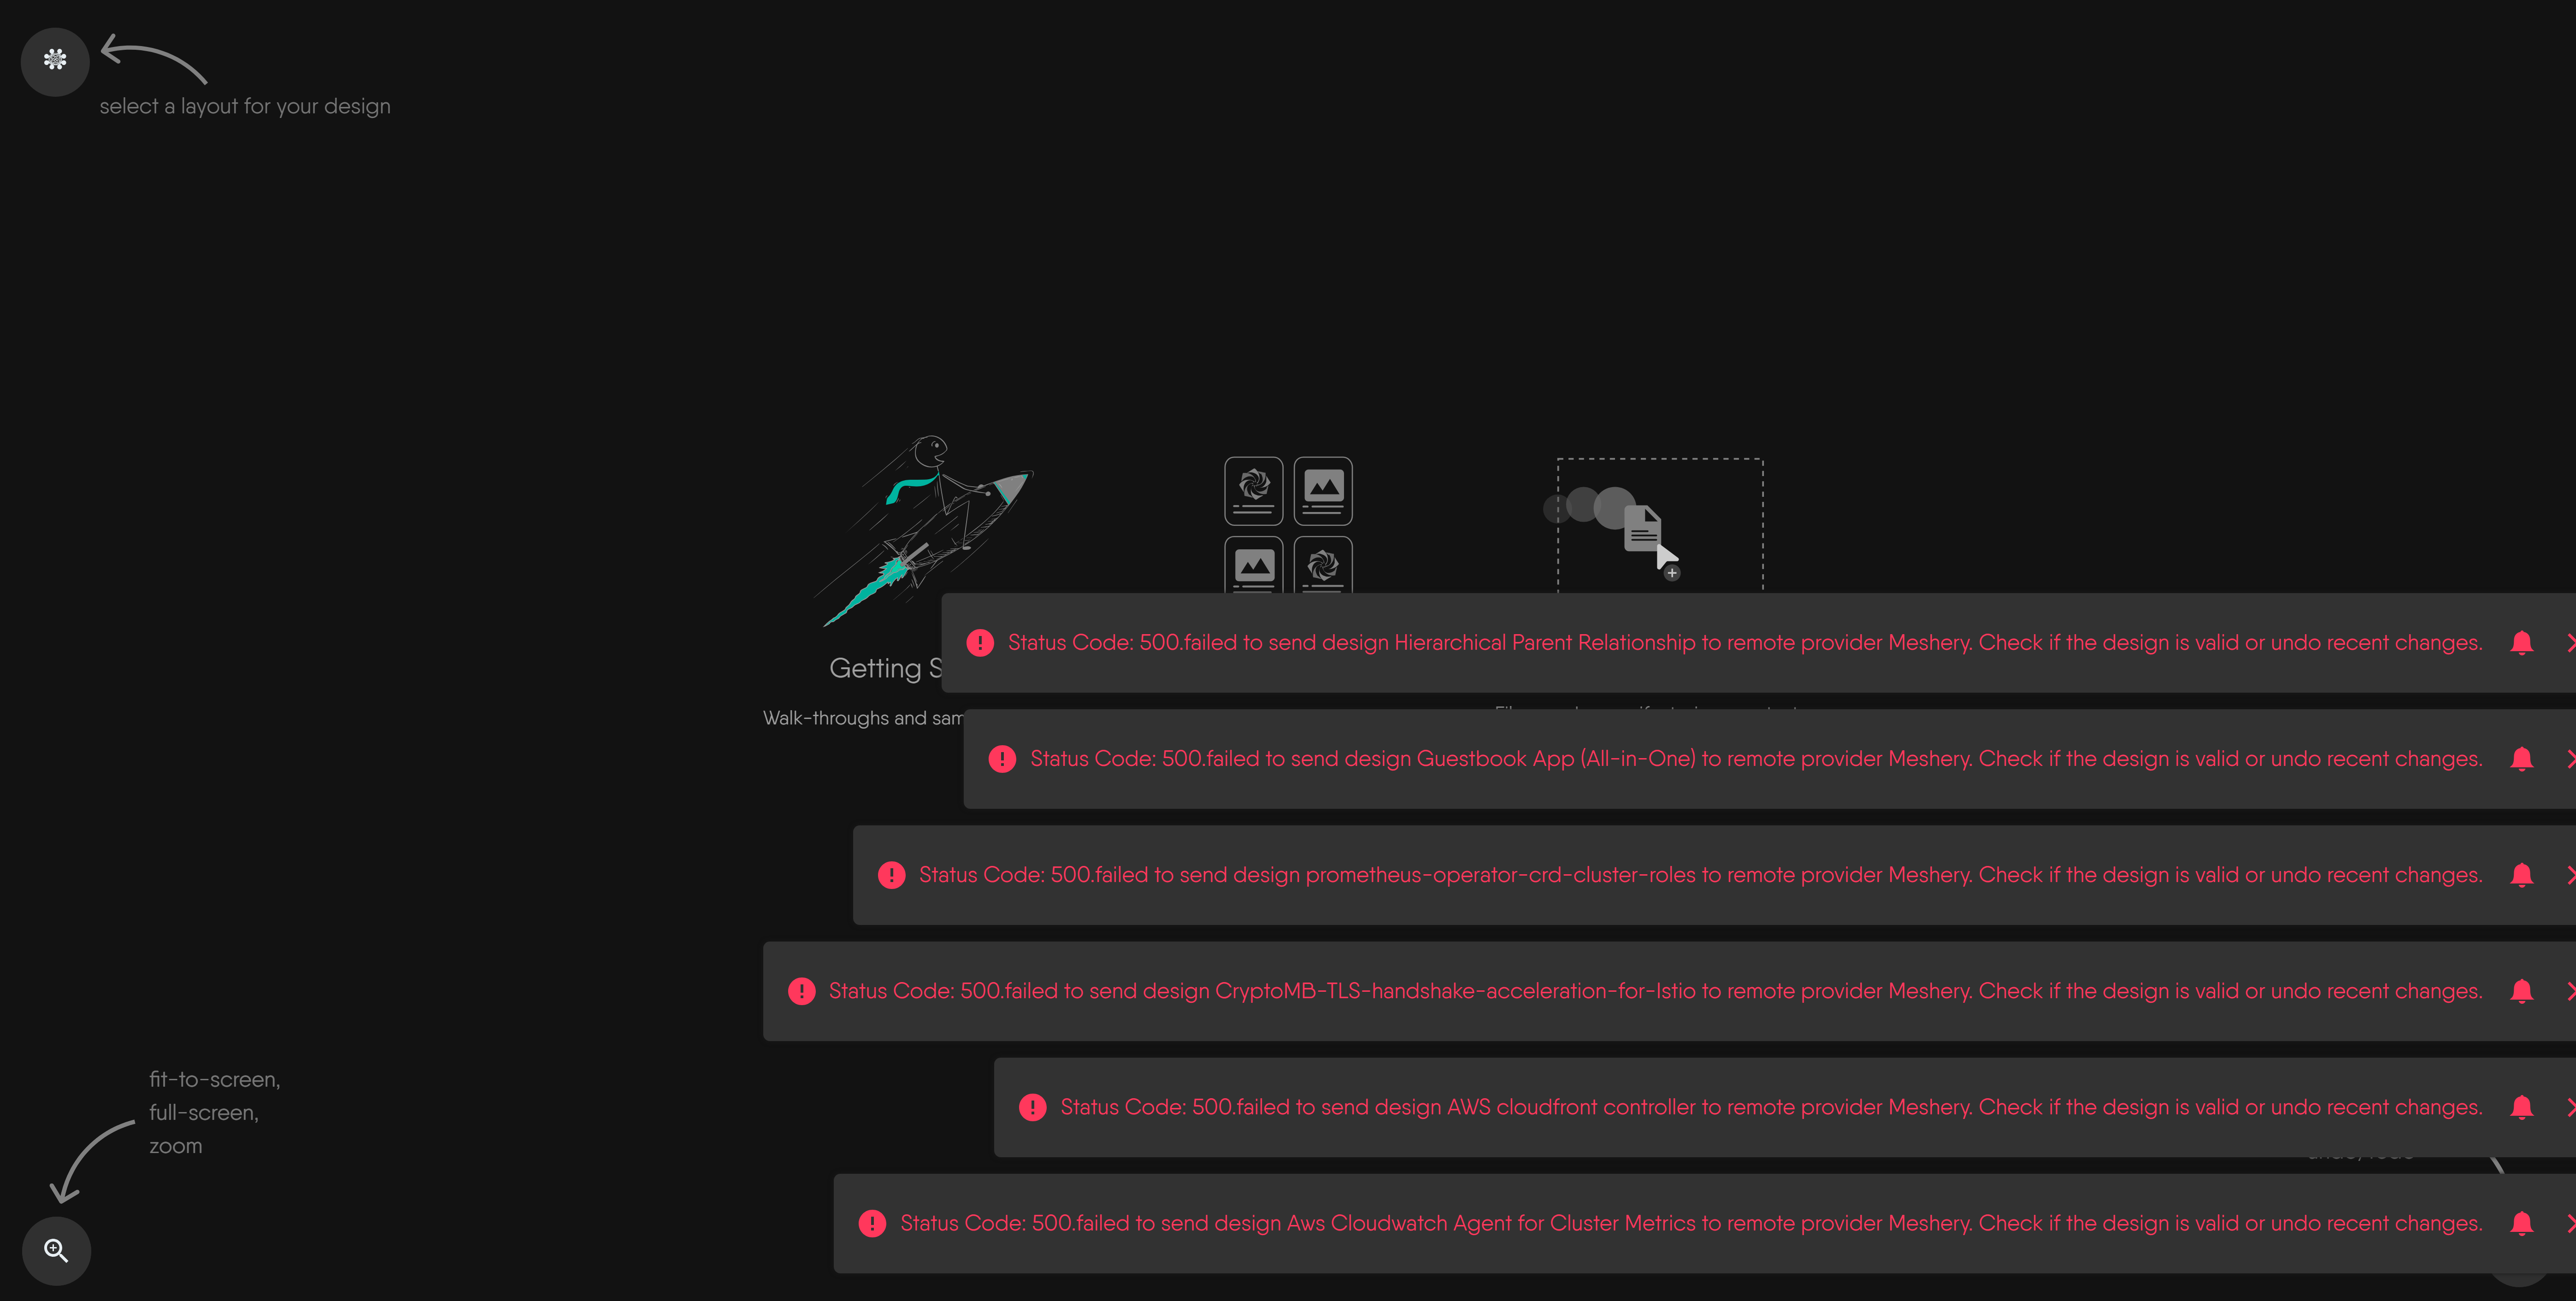 select a layout for your design
Getting S
Walk-throughs and sam
Status Code: 500.failed to send design Hierarchical Parent Relationship to remote provider Meshery. Check if the design is valid or undo recent changes.
Status Code: 500.failed to send design Guestbook App (All-in-One) to remote provider Meshery. Check if the design is valid or undo recent changes.
Status Code: 500.failed to send design prometheus-operator-crd-cluster-roles to remote provider Meshery. Check if the design is valid or undo recent changes.
Status Code: 500.failed to send design CryptoMB-TLS-handshake-acceleration-for-Istio to remote provider Meshery. Check if the design is valid or undo recent changes.
fit-to-screen,
full-screen,
zoom
Status Code: 500.failed to send design AWS cloudfront controller to remote provider Meshery. Check if the design is valid or undo recent changes.
Status Code: 500.failed to send design Aws Cloudwatch Agent for Cluster Metrics to remote provider Meshery. Check if the design is valid or undo recent changes.